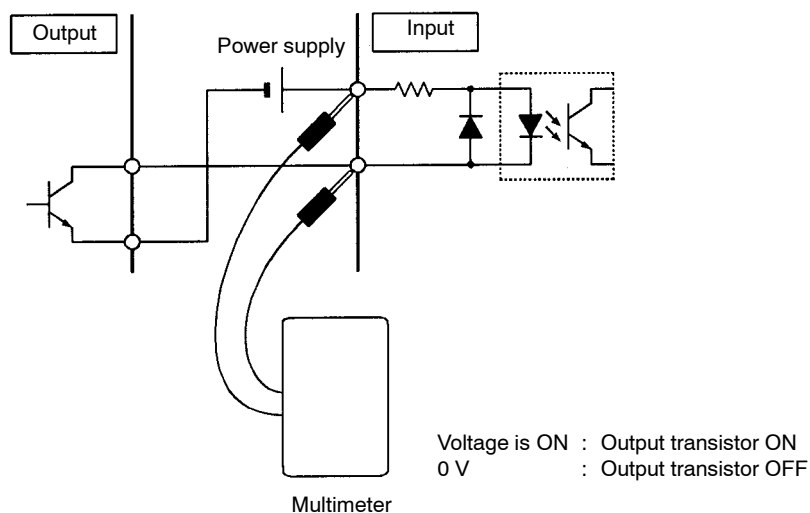 Output
Power supply
Input
Voltage is ON : Output transistor ON
0 V : Output transistor OFF
Multimeter